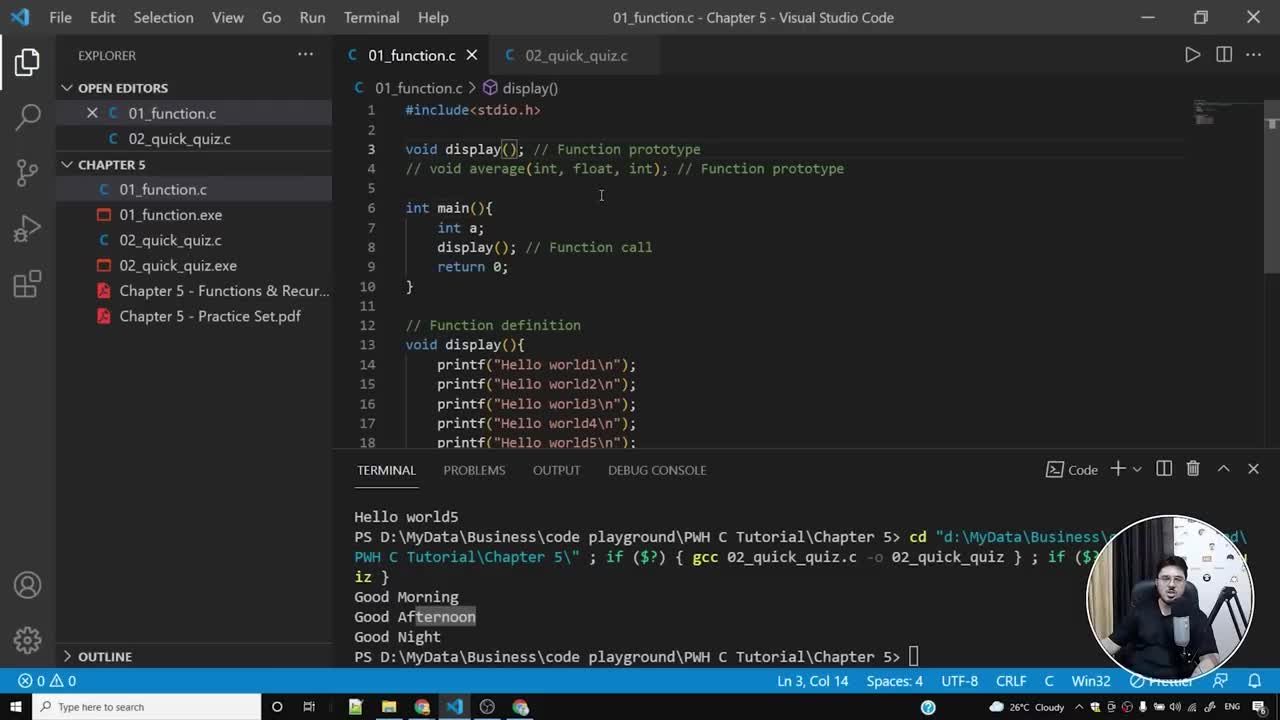 File Edit Selection View Go Run Terminal Help 01_function.c - Chapter 5 - Visual Studio Code
EXPLORER
OPEN EDITORS
01_function.c
02_quick_quiz.c
CHAPTER 5
01_function.c
01_function.exe
02_quick_quiz.c
02_quick_quiz.exe
Chapter 5 - Functions & Recur...
Chapter 5 - Practice Set.pdf
OUTLINE
C 01_function.c C 02_quick_quiz.c
C 01_function.c > display()
1 #include<stdio.h>
2
3 void display(); // Function prototype
4 // void average(int, float, int); // Function prototype
5
6 int main(){
7 int a;
8 display(); // Function call
9 return 0;
10 }
11
12 // Function definition
13 void display(){
14 printf("Hello world1\n");
15 printf("Hello world2\n");
16 printf("Hello world3\n");
17 printf("Hello world4\n");
18 printf("Hello world5\n");
TERMINAL PROBLEMS OUTPUT DEBUG CONSOLE Code
Hello world5
PS D:\MyData\Business\code playground\PWH C Tutorial\Chapter 5> cd "d:\MyData\Business\
PWH C Tutorial\Chapter 5\" ; if ($?) { gcc 02_quick_quiz.c -o 02_quick_quiz } ; if ($?
iz }
Good Morning
Good Afternoon
Good Night
PS D:\MyData\Business\code playground\PWH C Tutorial\Chapter 5>
0 0 Ln 3, Col 14 Spaces: 4 UTF-8 CRLF C Win32 Prettier
Type here to search 26°C Cloudy ENG